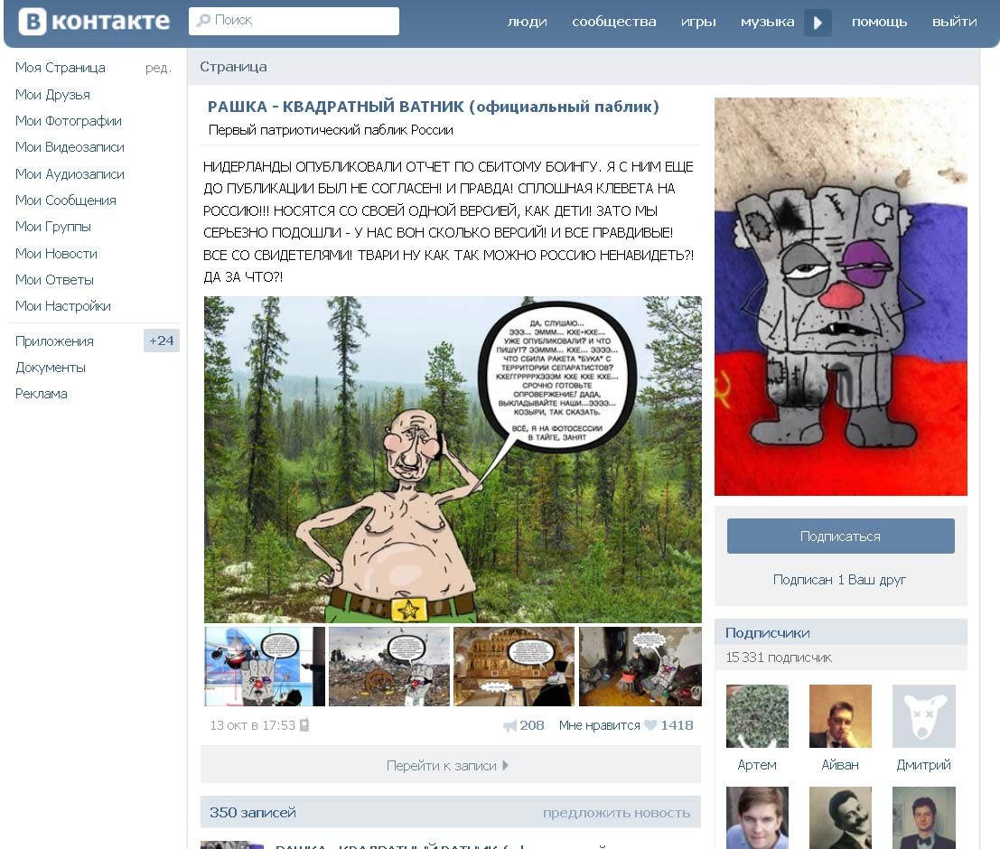 В контакте
Поиск
люди сообщества игры музыка помощь выйти
Моя Страница ред.
Мои Друзья
Мои Фотографии
Мои Видеозаписи
Мои Аудиозаписи
Мои Сообщения
Мои Группы
Мои Новости
Мои Ответы
Мои Настройки
Приложения +24
Документы
Реклама
Страница
РАШКА - КВАДРАТНЫЙ ВАТНИК (официальный паблик)
Первый патриотический паблик России
НИДЕРЛАНДЫ ОПУБЛИКОВАЛИ ОТЧЕТ ПО СБИТОМУ БОИНГУ. Я С НИМ ЕЩЕ
ДО ПУБЛИКАЦИИ БЫЛ НЕ СОГЛАСЕН! И ПРАВДА! СПЛОШНАЯ КЛЕВЕТА НА
РОССИЮ!!! НОСЯТСЯ СО СВОЕЙ ОДНОЙ ВЕРСИЕЙ, КАК ДЕТИ! ЗАТО МЫ
СЕРЬЕЗНО ПОДОШЛИ - У НАС ВОН СКОЛЬКО ВЕРСИЙ! И ВСЕ ПРАВДИВЫЕ!
ВСЕ СО СВИДЕТЕЛЯМИ! ТВАРИ НУ КАК ТАК МОЖНО РОССИЮ НЕНАВИДЕТЬ?!
ДА ЗА ЧТО?!
ДА, СЛУШАЮ...
ЭЭЭ... ЭМММ... КХЕ-КХЕ...
УЖЕ ОПУБЛИКОВАЛИ? И ЧТО
ПИШУТ? ЭЭМММ... КХЕ... ЭЭЭЭ...
ЧТО СБИЛА РАКЕТА "БУКА" С
ТЕРРИТОРИИ СЕПАРАТИСТОВ?
КХЕГГРРРРХЭЭЭМ КХЕ КХЕ КХЕ...
СРОЧНО ГОТОВЬТЕ
ОПРОВЕРЖЕНИЕ! ДАДА,
ВЫКЛАДЫВАЙТЕ НАШИ...ЭЭЭЭ...
КОЗЫРИ, ТАК СКАЗАТЬ.
ВСЁ, Я НА ФОТОСЕССИИ
В ТАЙГЕ, ЗАНЯТ
13 окт в 17:53 208 Мне нравится 1418
Перейти к записи
350 записей предложить новость
Подписаться
Подписан 1 Ваш друг
Подписчики
15 331 подписчик
Артем Айван Дмитрий